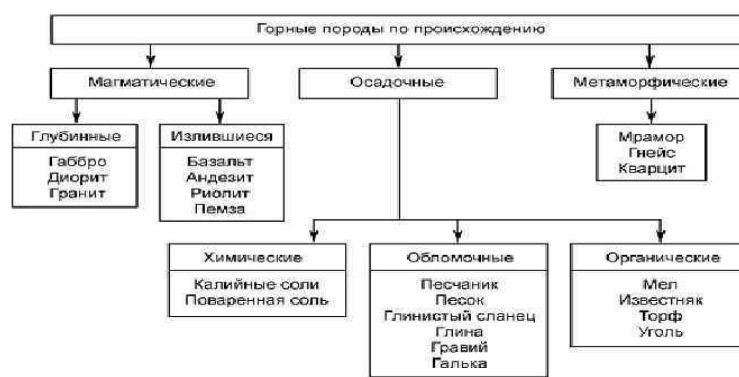 Горные породы по происхождению
Магматические
Осадочные
Метаморфические
Глубинные
Габбро
Диорит
Гранит
Излившиеся
Базальт
Андезит
Риолит
Пемза
Мрамор
Гнейс
Кварцит
Химические
Калийные соли
Поваренная соль
Обломочные
Песчаник
Песок
Глинистый сланец
Глина
Гравий
Галька
Органические
Мел
Известняк
Торф
Уголь